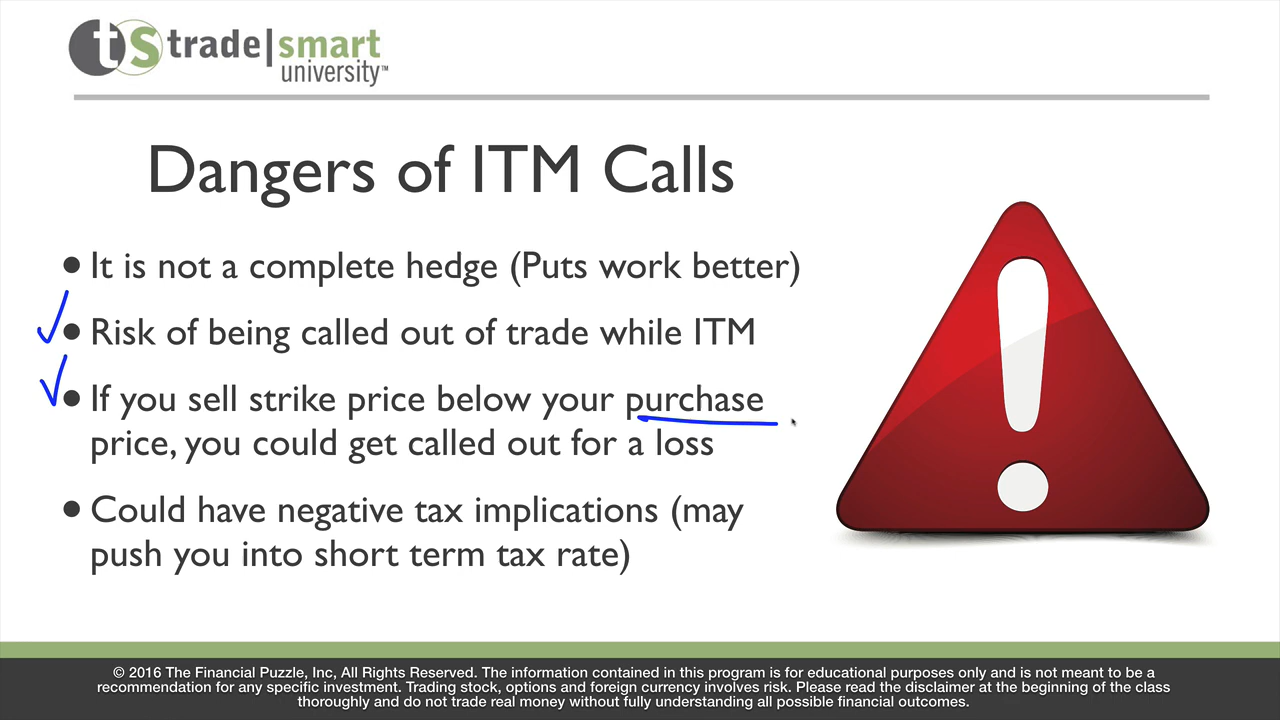 ts trade|smart
university™
Dangers of ITM Calls
• It is not a complete hedge (Puts work better)
• Risk of being called out of trade while ITM
• If you sell strike price below your purchase
price, you could get called out for a loss
• Could have negative tax implications (may
push you into short term tax rate)
© 2016 The Financial Puzzle, Inc, All Rights Reserved. The information contained in this program is for educational purposes only and is not meant to be a
recommendation for any specific investment. Trading stock, options and foreign currency involves risk. Please read the disclaimer at the beginning of the class
thoroughly and do not trade real money without fully understanding all possible financial outcomes.